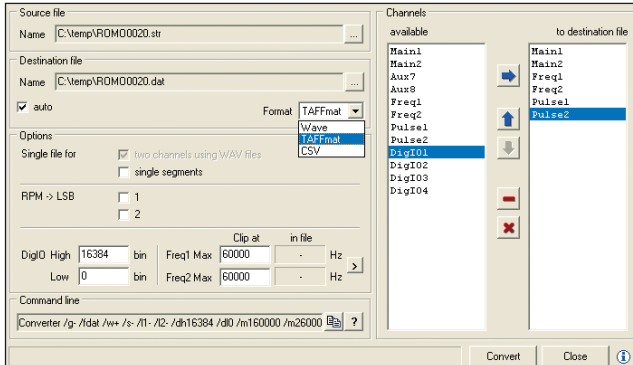 Source file
Name C:\temp\ROMO0020.str ...
Destination file
Name C:\temp\ROMO0020.dat ...
auto
Format TAFFmat
Wave
TAFFmat
CSV
Options
Single file for two channels using WAV files
single segments
RPM -> LSB 1
2
Clip at in file
DigIO High 16384 bin Freq1 Max 60000 - Hz >
Low 0 bin Freq2 Max 60000 - Hz
Command line
Converter /g- /fdat /w+ /s- /l1- /l2- /dh16384 /dl0 /m160000 /m26000 ?
Channels
available
Main1
Main2
Aux7
Aux8
Freq1
Freq2
Pulse1
Pulse2
DigIO1
DigIO2
DigIO3
DigIO4
to destination file
Main1
Main2
Freq1
Freq2
Pulse1
Pulse2
Convert Close i